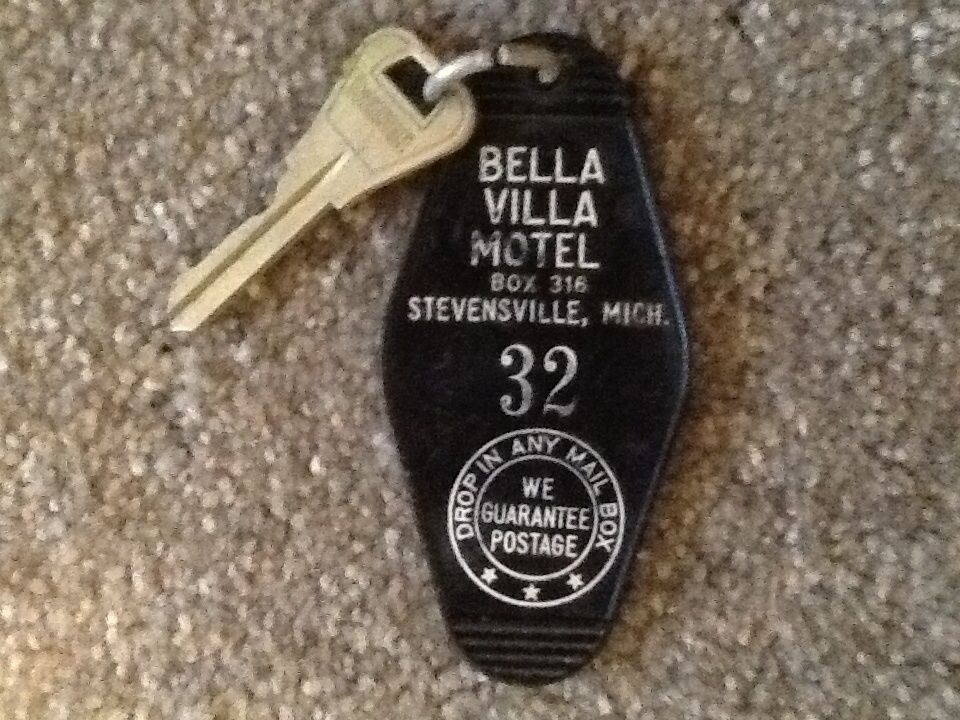 BELLA
VILLA
MOTEL
BOX 316
STEVENSVILLE, MICH.
32
DROP IN ANY MAIL BOX
WE
GUARANTEE
POSTAGE